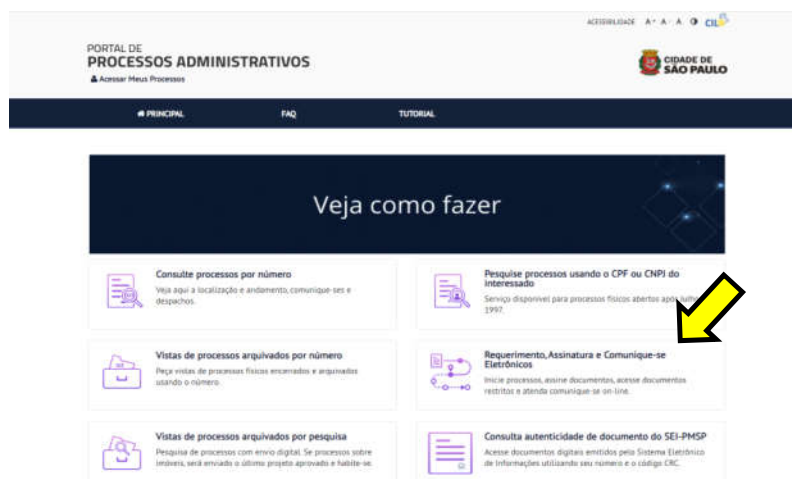 ACESSIBILIDADE A+ A- A CIL
PORTAL DE
PROCESSOS ADMINISTRATIVOS
Acessar Meus Processos
CIDADE DE
SÃO PAULO
PRINCIPAL FAQ TUTORIAL
Veja como fazer
Consulte processos por número
Veja aqui a localização e andamento, comunique-ses e
despachos.
Pesquise processos usando o CPF ou CNPJ do
interessado
Serviço disponível para processos físicos abertos após julho
1997.
Vistas de processos arquivados por número
Peça vistas de processos físicos encerrados e arquivados
usando o número.
Requerimento, Assinatura e Comunique-se
Eletrônicos
Inicie processos, assine documentos, acesse documentos
restritos e atenda comunique-se on-line.
Vistas de processos arquivados por pesquisa
Pesquisa de processos com envio digital. Se processos sobre
imóveis, será enviado o último projeto aprovado e habite-se.
Consulta autenticidade de documento do SEI-PMSP
Acesse documentos digitais emitidos pelo Sistema Eletrônico
de Informações utilizando seu número e o código CRC.